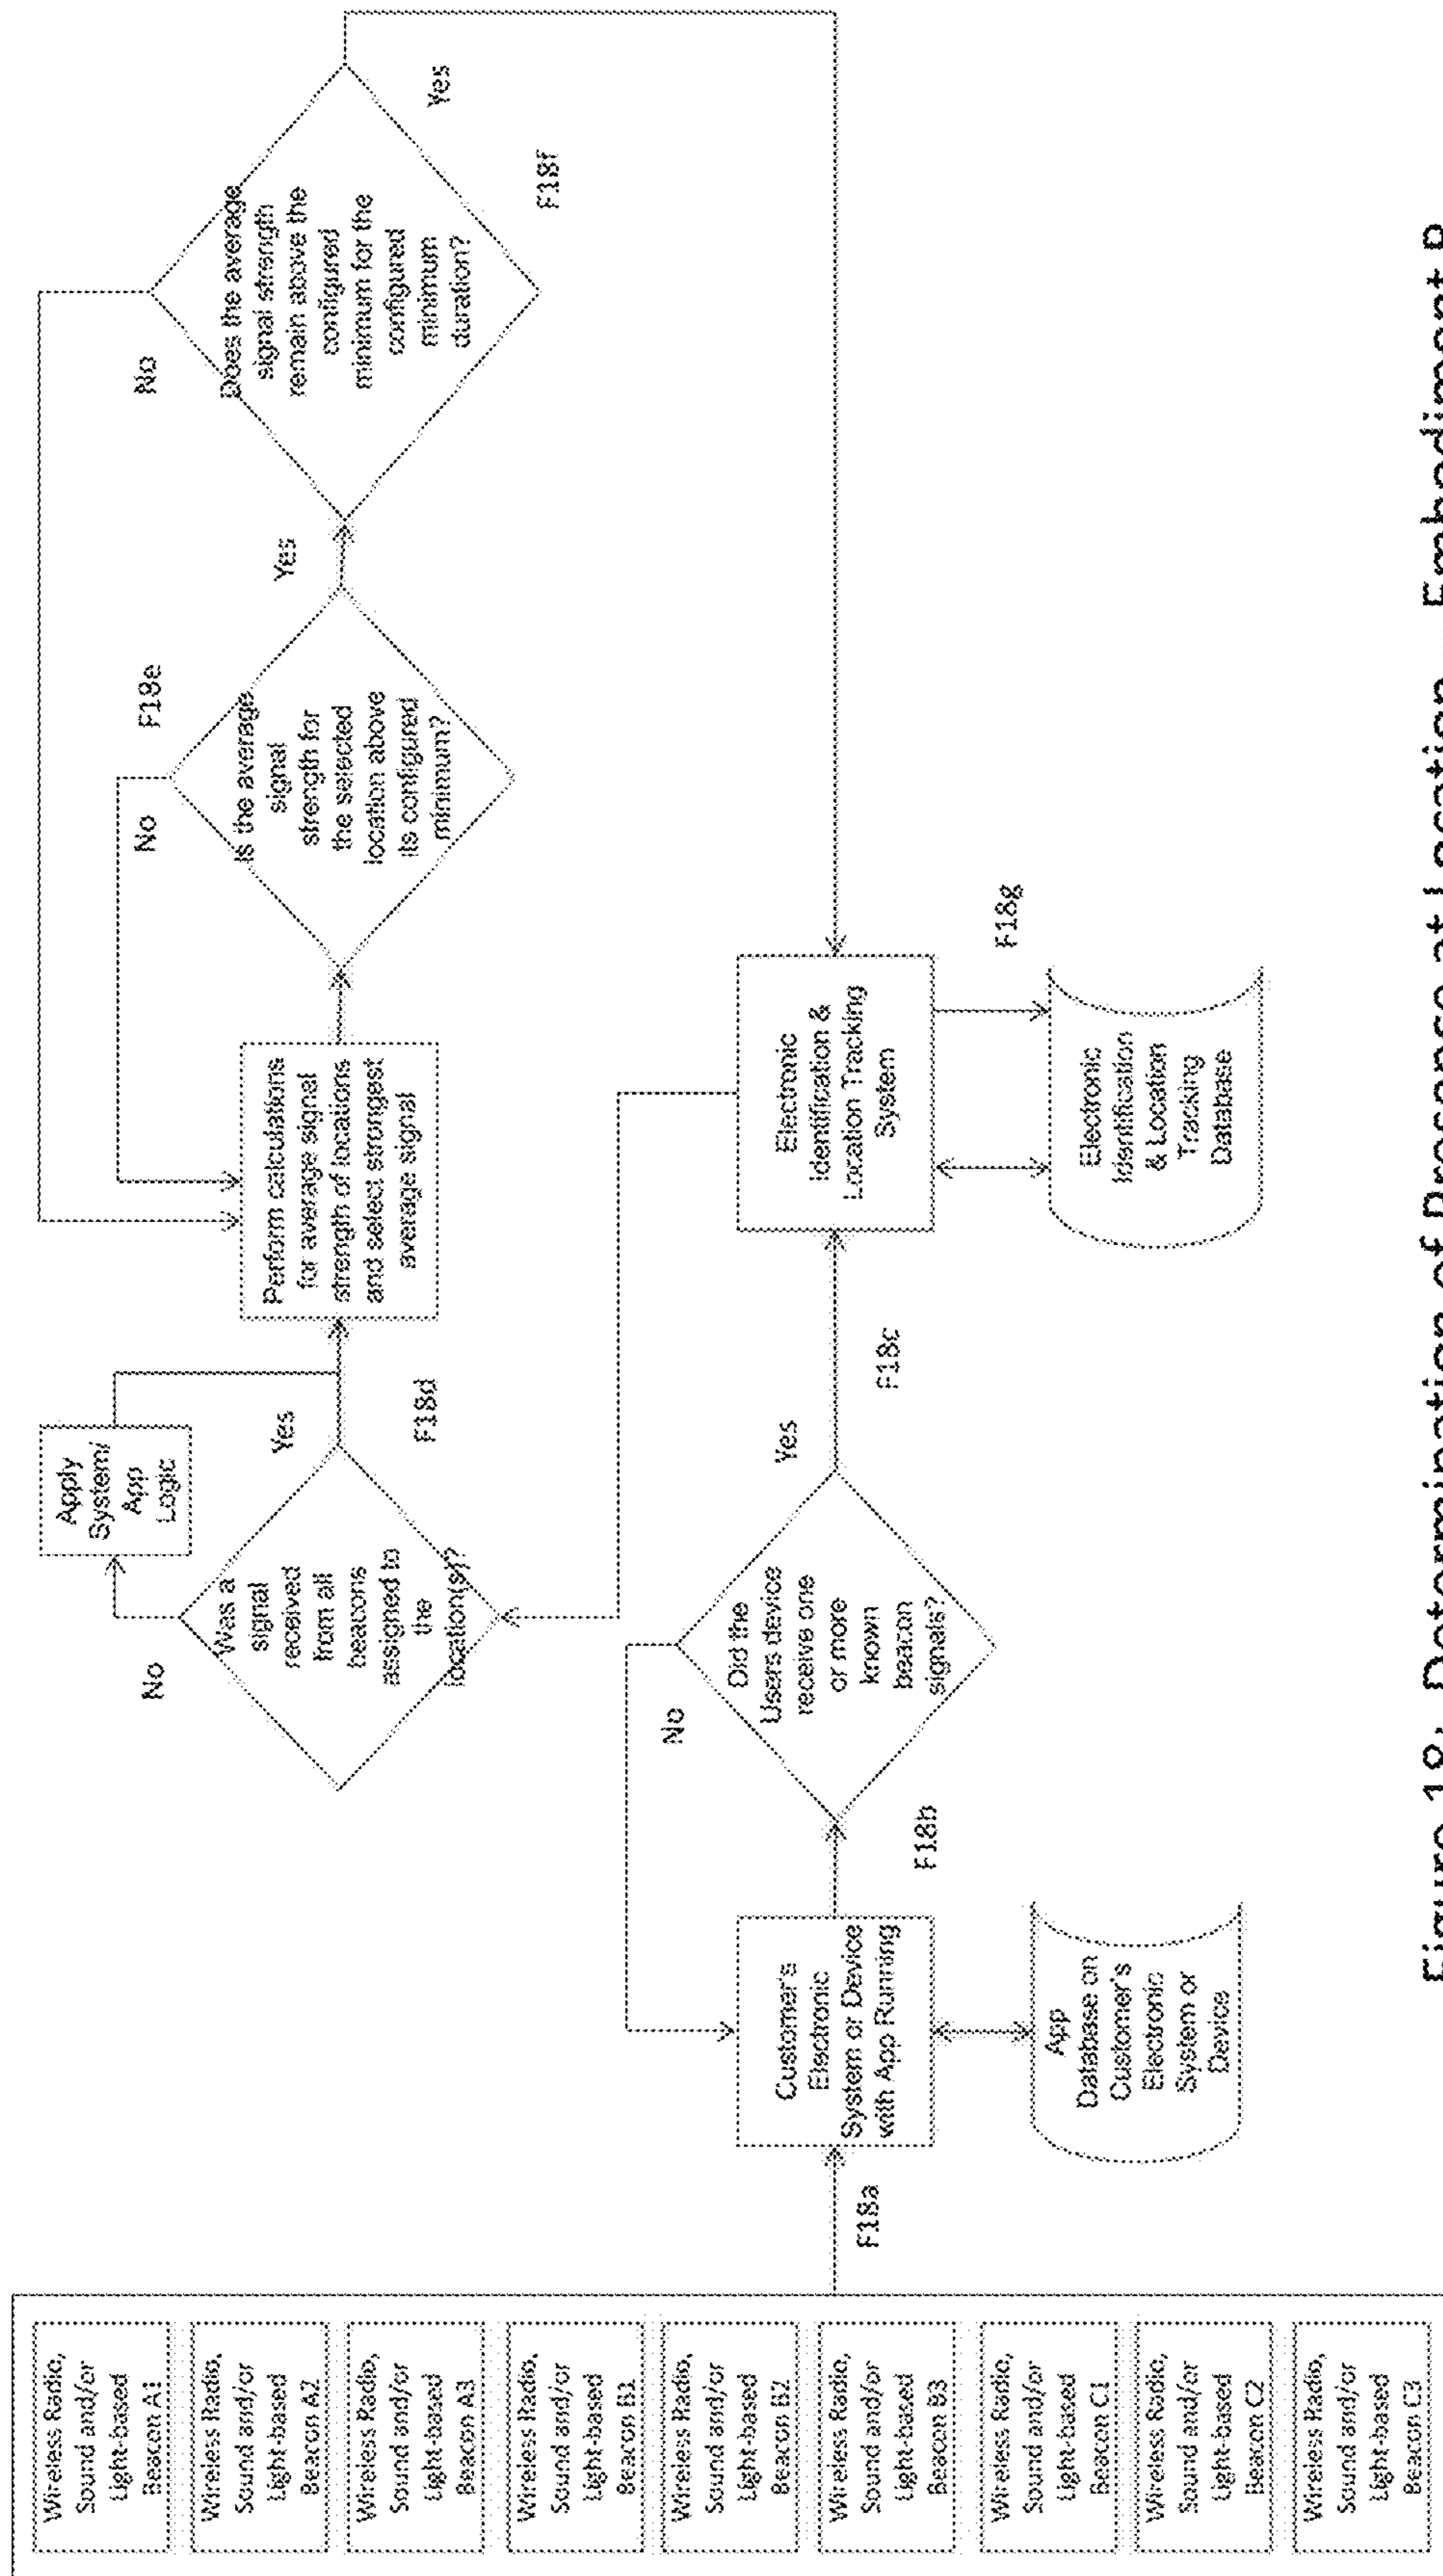 Wireless Radio,
Sound and/or
Light-based
Beacon A1
Wireless Radio,
Sound and/or
Light-based
Beacon A2
Wireless Radio,
Sound and/or
Light-based
Beacon A3
Wireless Radio,
Sound and/or
Light-based
Beacon B1
Wireless Radio,
Sound and/or
Light-based
Beacon B2
Wireless Radio,
Sound and/or
Light-based
Beacon B3
Wireless Radio,
Sound and/or
Light-based
Beacon C1
Wireless Radio,
Sound and/or
Light-based
Beacon C2
Wireless Radio,
Sound and/or
Light-based
Beacon C3
F18a
Customer's
Electronic
System or Device
with App Running
App
Database on
Customer's
Electronic
System or
Device
F18b
No
Did the
Users device
receive one
or more
known
beacon
signals?
Yes
F18c
Electronic
Identification &
Location Tracking
System
F18g
Electronic
Identification
& Location
Tracking
Database
No
Was a
signal
received
from all
beacons
assigned to
the
location(s)?
Apply
System/
App
Logic
Yes
F18d
Perform calculations
for average signal
strength of locations
and select strongest
average signal
No
F18e
Is the average
signal
strength for
the selected
location above
its configured
minimum?
Yes
No
Does the average
signal strength
remain above the
configured
minimum for the
configured
minimum
duration?
Yes
F18f
Figure 18: Determination of Presence at Location – Embodiment B